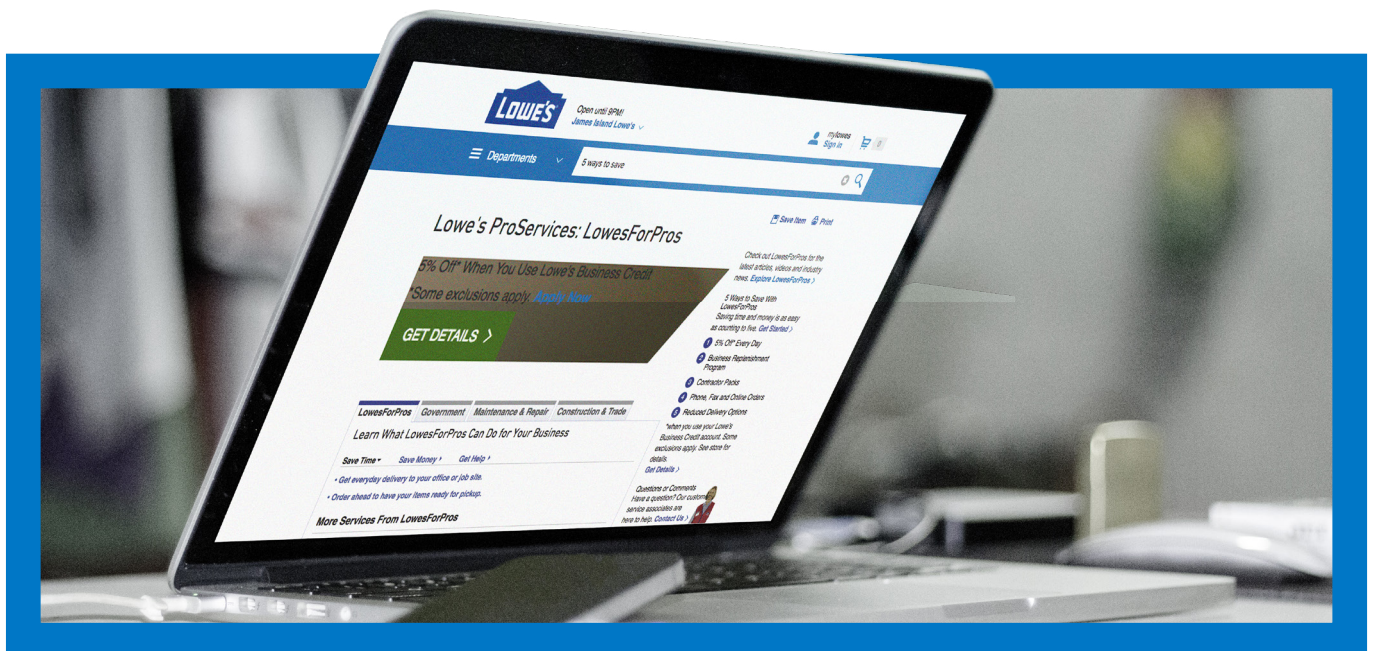 LOWE'S
Open until 9PM!
James Island Lowe's
mylowes
Sign in
0
Departments
5 ways to save
Save Item Print
Lowe's ProServices: LowesForPros
5% Off* When You Use Lowe's Business Credit
*Some exclusions apply. Apply Now
GET DETAILS >
LowesForPros Government Maintenance & Repair Construction & Trade
Learn What LowesForPros Can Do for Your Business
Save Time Save Money Get Help
• Get everyday delivery to your office or job site.
• Order ahead to have your items ready for pickup.
More Services From LowesForPros
Check out LowesForPros for the
latest articles, videos and industry
news. Explore LowesForPros >
5 Ways to Save With
LowesForPros
Saving time and money is as easy
as counting to five. Get Started >
1 5% Off* Every Day
2 Business Replenishment
Program
3 Contractor Packs
4 Phone, Fax and Online Orders
5 Reduced Delivery Options
*when you use your Lowe's
Business Credit account. Some
exclusions apply. See store for
details.
Get Details >
Questions or Comments
Have a question? Our custome
service associates are
here to help. Contact Us >